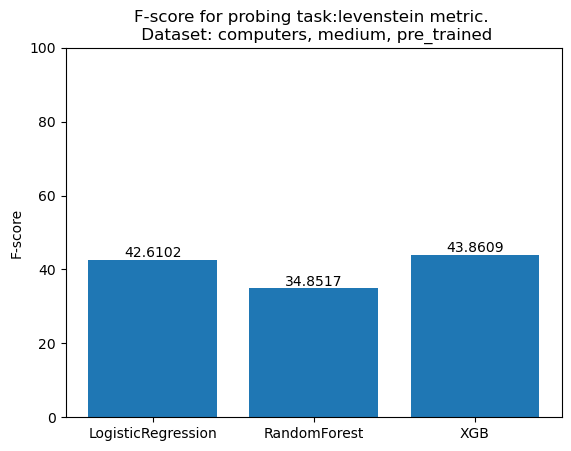 F-score for probing task:levenstein metric.
Dataset: computers, medium, pre_trained
100
80
60
40
20
0
F-score
42.6102
34.8517
43.8609
LogisticRegression
RandomForest
XGB